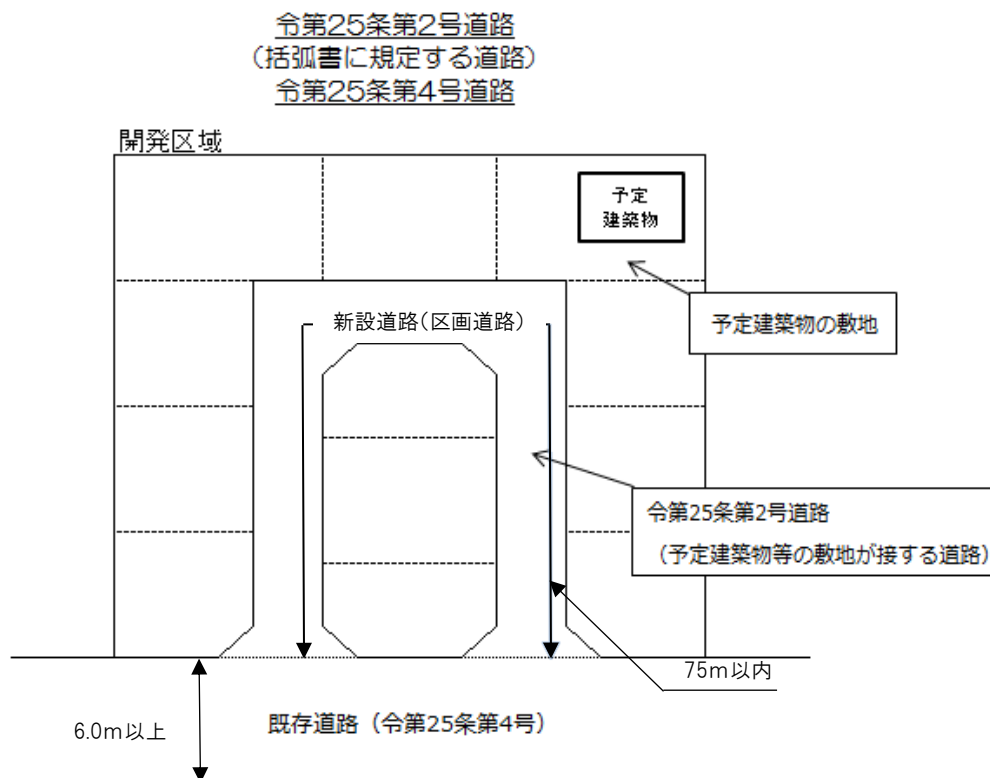 令第25条第2号道路
（括弧書に規定する道路）
令第25条第4号道路
開発区域
予定
建築物
予定建築物の敷地
新設道路（区画道路）
令第25条第2号道路
（予定建築物等の敷地が接する道路）
75ｍ以内
6.0ｍ以上
既存道路（令第25条第4号）